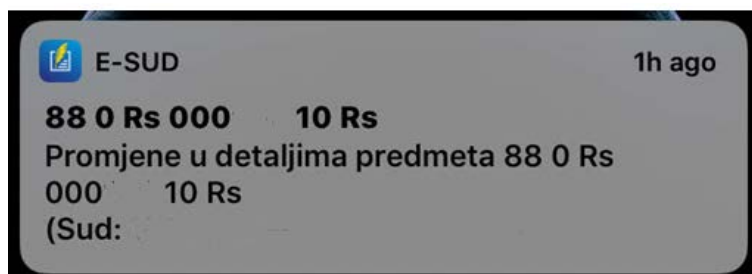 E-SUD 1h ago
88 0 Rs 000 10 Rs
Promjene u detaljima predmeta 88 0 Rs
000 10 Rs
(Sud: